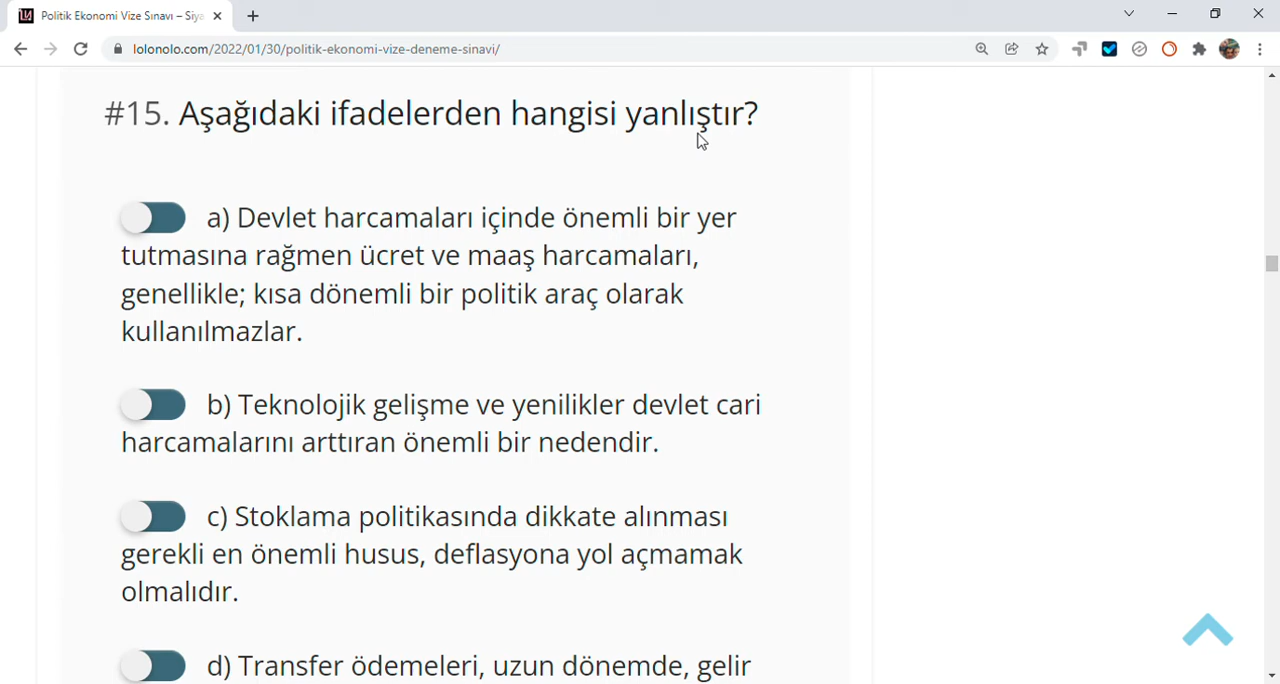 Politik Ekonomi Vize Sınavı – Siya
lolonolo.com/2022/01/30/politik-ekonomi-vize-deneme-sinavi/
#15. Aşağıdaki ifadelerden hangisi yanlıştır?
a) Devlet harcamaları içinde önemli bir yer
tutmasına rağmen ücret ve maaş harcamaları,
genellikle; kısa dönemli bir politik araç olarak
kullanılmazlar.
b) Teknolojik gelişme ve yenilikler devlet cari
harcamalarını arttıran önemli bir nedendir.
c) Stoklama politikasında dikkate alınması
gerekli en önemli husus, deflasyona yol açmamak
olmalıdır.
d) Transfer ödemeleri, uzun dönemde, gelir